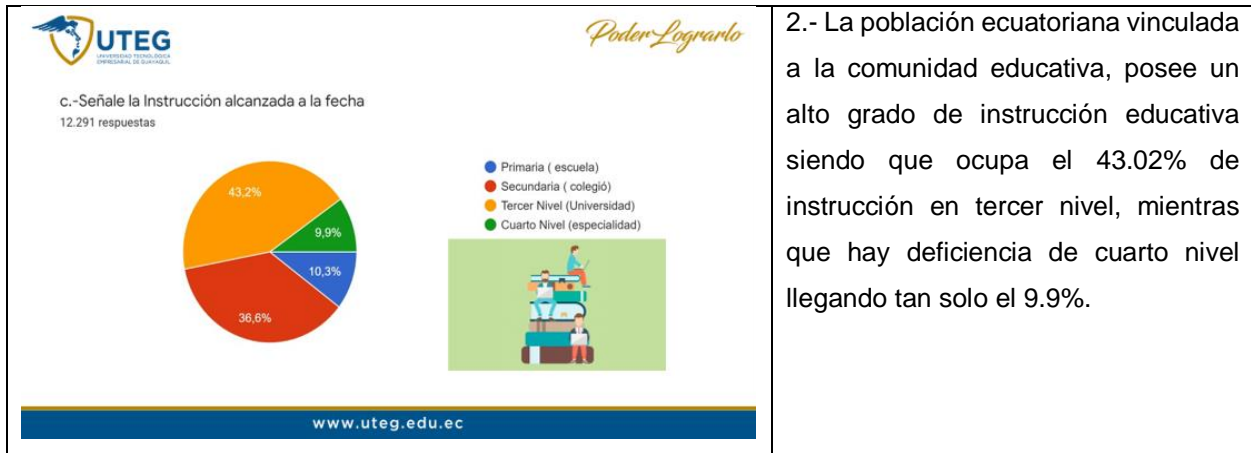 UTEG
UNIVERSIDAD TECNOLÓGICA
EMPRESARIAL DE GUAYAQUIL
Poder Lograrlo
c.-Señale la Instrucción alcanzada a la fecha
12.291 respuestas
43,2%
9,9%
10,3%
36,6%
Primaria ( escuela)
Secundaria ( colegió)
Tercer Nivel (Universidad)
Cuarto Nivel (especialidad)
www.uteg.edu.ec
2.- La población ecuatoriana vinculada
a la comunidad educativa, posee un
alto grado de instrucción educativa
siendo que ocupa el 43.02% de
instrucción en tercer nivel, mientras
que hay deficiencia de cuarto nivel
llegando tan solo el 9.9%.